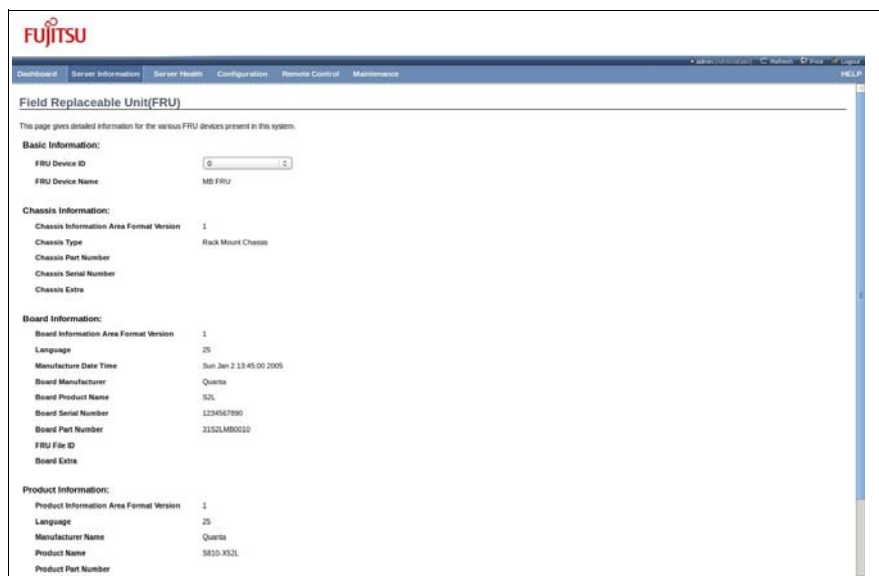 FUJITSU
admin(Administrator) Refresh Print Logout
Dashboard Server Information Server Health Configuration Remote Control Maintenance HELP
Field Replaceable Unit(FRU)
This page gives detailed information for the various FRU devices present in this system.
Basic Information:
FRU Device ID 0
FRU Device Name MB FRU
Chassis Information:
Chassis Information Area Format Version 1
Chassis Type Rack Mount Chassis
Chassis Part Number
Chassis Serial Number
Chassis Extra
Board Information:
Board Information Area Format Version 1
Language 25
Manufacture Date Time Sun Jan 2 13:45:00 2005
Board Manufacturer Quanta
Board Product Name S2L
Board Serial Number 1234567890
Board Part Number 31S2LMB0010
FRU File ID
Board Extra
Product Information:
Product Information Area Format Version 1
Language 25
Manufacturer Name Quanta
Product Name S810-X52L
Product Part Number